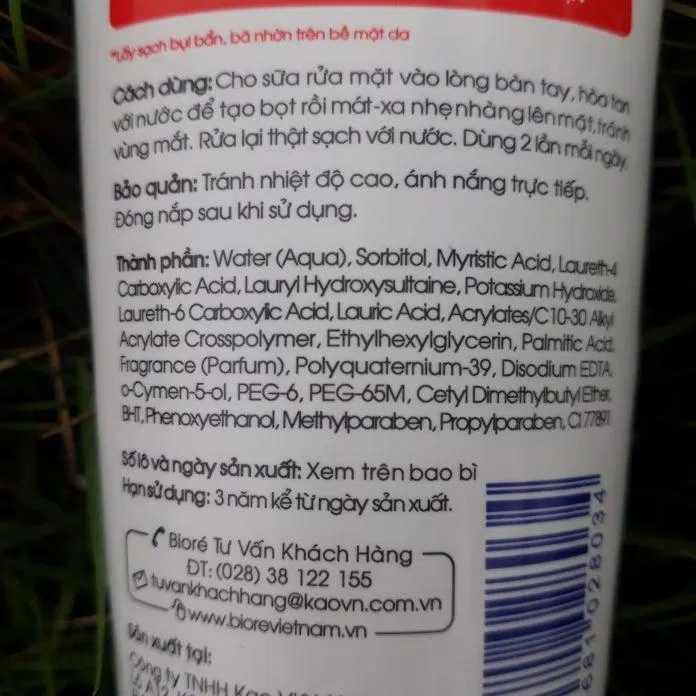 *Lấy sạch bụi bẩn, bã nhờn trên bề mặt da
Cách dùng: Cho sữa rửa mặt vào lòng bàn tay, hòa tan
với nước để tạo bọt rồi mát-xa nhẹ nhàng lên mặt, tránh
vùng mắt. Rửa lại thật sạch với nước. Dùng 2 lần mỗi ngày.
Bảo quản: Tránh nhiệt độ cao, ánh nắng trực tiếp.
Đóng nắp sau khi sử dụng.
Thành phần: Water (Aqua), Sorbitol, Myristic Acid, Laureth-4
Carboxylic Acid, Lauryl Hydroxysultaine, Potassium Hydroxide,
Laureth-6 Carboxylic Acid, Lauric Acid, Acrylates/C10-30 Alkyl
Acrylate Crosspolymer, Ethylhexylglycerin, Palmitic Acid,
Fragrance (Parfum), Polyquaternium-39, Disodium EDTA,
o-Cymen-5-ol, PEG-6, PEG-65M, Cetyl Dimethylbutyl Ether,
BHT, Phenoxyethanol, Methylparaben, Propylparaben, CI 77891
Số lô và ngày sản xuất: Xem trên bao bì
Hạn sử dụng: 3 năm kể từ ngày sản xuất.
Bioré Tư Vấn Khách Hàng
ĐT: (028) 38 122 155
tuvankhachhang@kaovn.com.vn
www.biorevietnam.vn
Sản xuất tại:
Công ty TNHH Kao
Lô A12
681028034